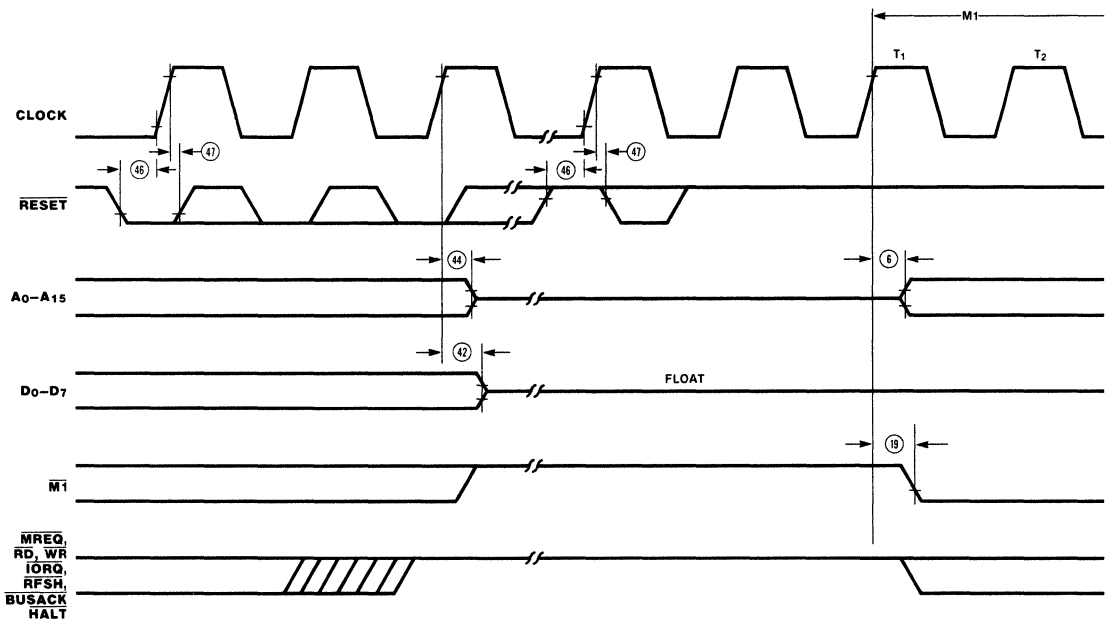 M1
T1 T2
CLOCK
46 47 46 47
RESET
44 6
A0–A15
42
D0–D7 FLOAT
19
M1
MREQ,
RD, WR
IORQ,
RFSH,
BUSACK
HALT